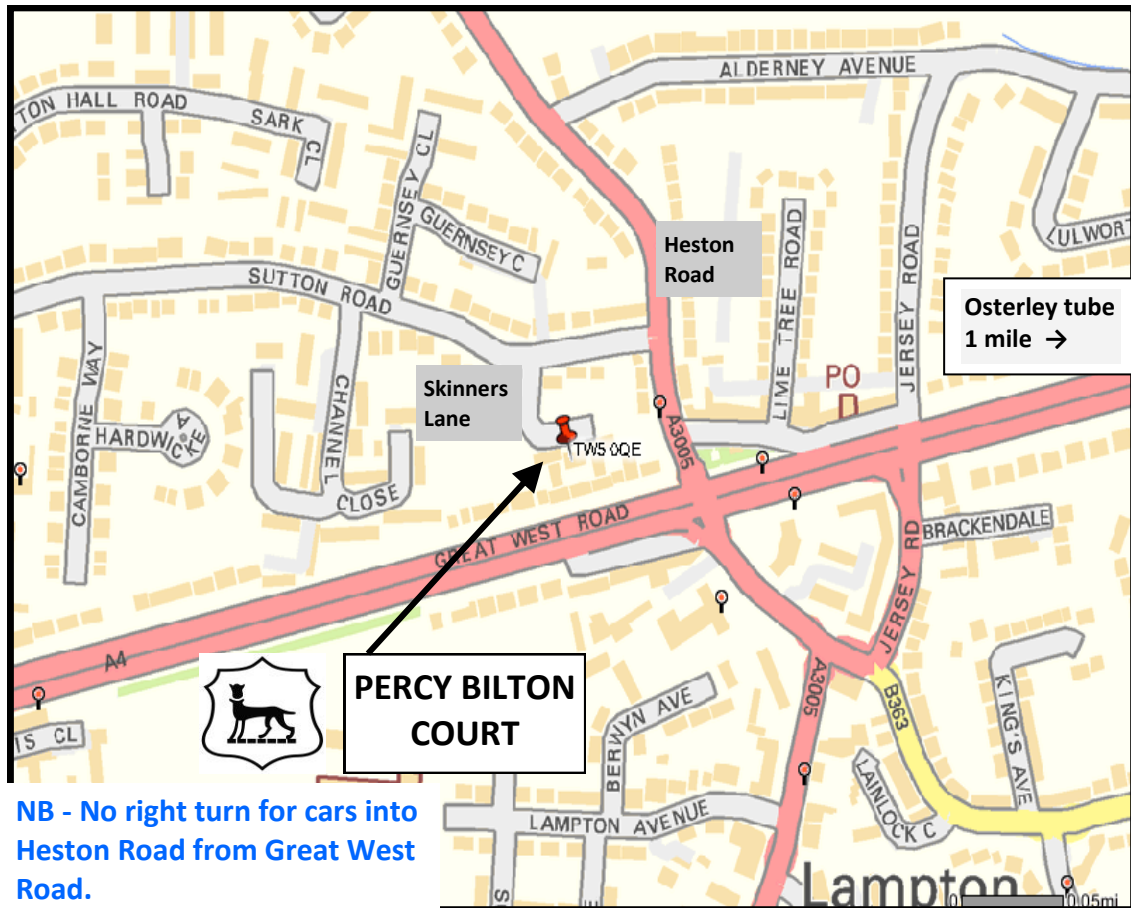 ALDERNEY AVENUE
TON HALL ROAD
SARK CL
GUERNSEY CL
GUERNSEY C
SUTTON ROAD
Heston
Road
LIME TREE ROAD
JERSEY ROAD
ULWORT
Osterley tube
1 mile →
CAMBORNE WAY
HARDWICKE A
CHANNEL
CLOSE
Skinners
Lane
TW5 0QE
A3005
PO
GREAT WEST ROAD
BRACKENDALE
JERSEY RD
A4
PERCY BILTON
COURT
IS CL
BERWYN AVE
A3005
B363
KING'S AVE
LAINLOCK C
LAMPTON AVENUE
Lampton
0 0.05mi
NB - No right turn for cars into
Heston Road from Great West
Road.